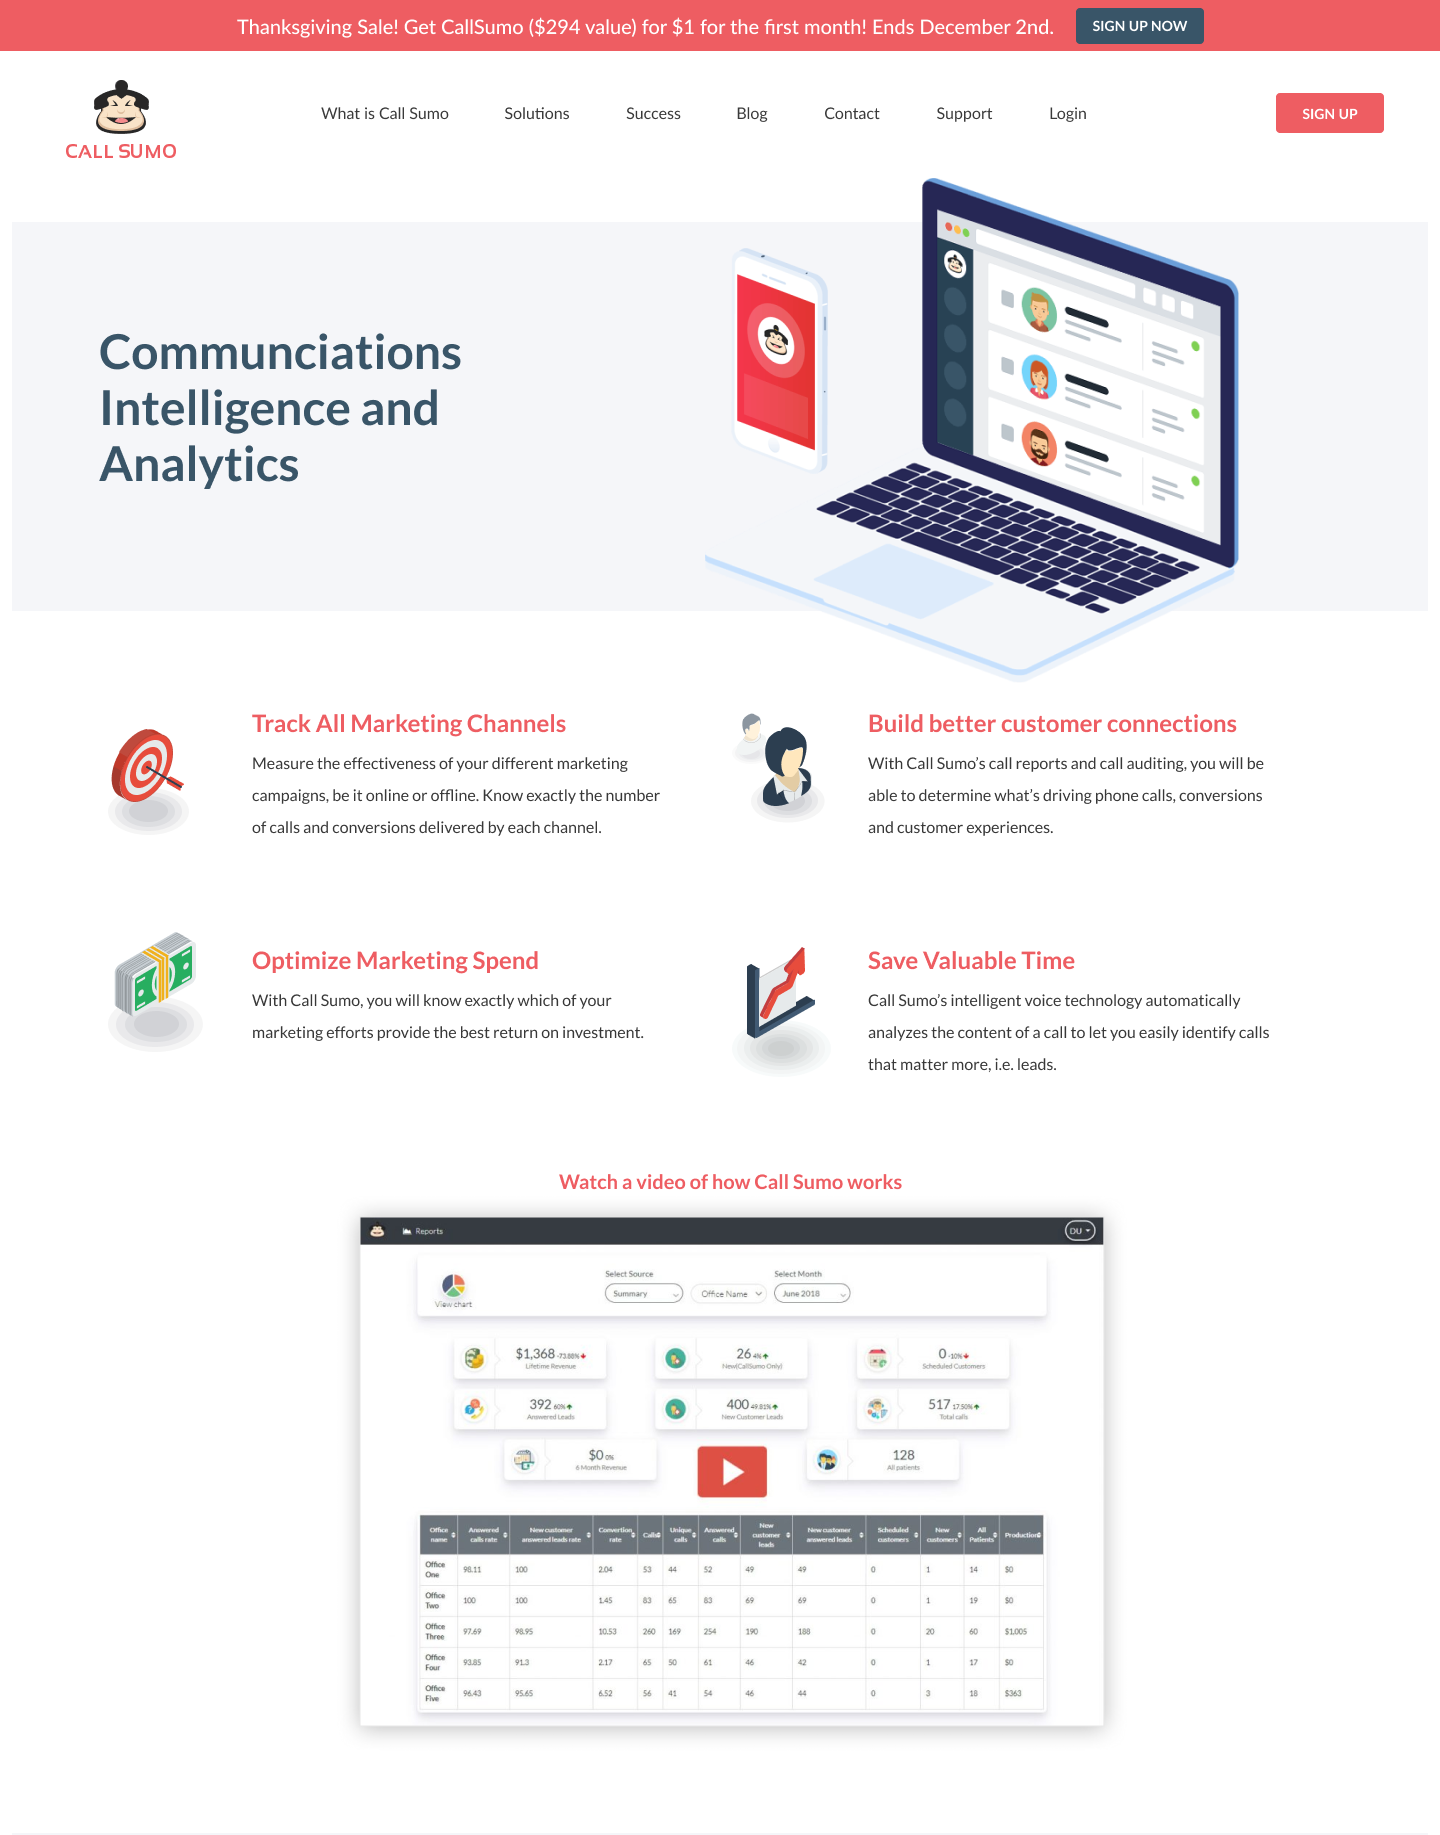 Thanksgiving Sale! Get CallSumo ($294 value) for $1 for the first month! Ends December 2nd. SIGN UP NOW
CALL SUMO
What is Call Sumo Solutions Success Blog Contact Support Login SIGN UP
Communciations
Intelligence and
Analytics
Track All Marketing Channels
Measure the effectiveness of your different marketing
campaigns, be it online or offline. Know exactly the number
of calls and conversions delivered by each channel.
Build better customer connections
With Call Sumo’s call reports and call auditing, you will be
able to determine what’s driving phone calls, conversions
and customer experiences.
Optimize Marketing Spend
With Call Sumo, you will know exactly which of your
marketing efforts provide the best return on investment.
Save Valuable Time
Call Sumo’s intelligent voice technology automatically
analyzes the content of a call to let you easily identify calls
that matter more, i.e. leads.
Watch a video of how Call Sumo works
Reports DU
Select Source Select Month
Summary Office Name June 2018
View chart
$1,368 -73.88%
Lifetime Revenue
26 4%
New(CallSumo Only)
0 -10%
Scheduled Customers
392 60%
Answered Leads
400 49.81%
New Customer Leads
517 17.50%
Total calls
$0 0%
6 Month Revenue
128
All patients
Office name Answered calls rate New customer answered leads rate Convertion rate Calls Unique calls Answered calls New customer leads New customer answered leads Scheduled customers New customers All Patients Production
Office One 98.11 100 2.04 53 44 52 49 49 0 1 14 $0
Office Two 100 100 1.45 83 65 83 69 69 0 1 19 $0
Office Three 97.69 98.95 10.53 260 169 254 190 188 0 20 60 $1,005
Office Four 93.85 91.3 2.17 65 50 61 46 42 0 1 17 $0
Office Five 96.43 95.65 6.52 56 41 54 46 44 0 3 18 $363